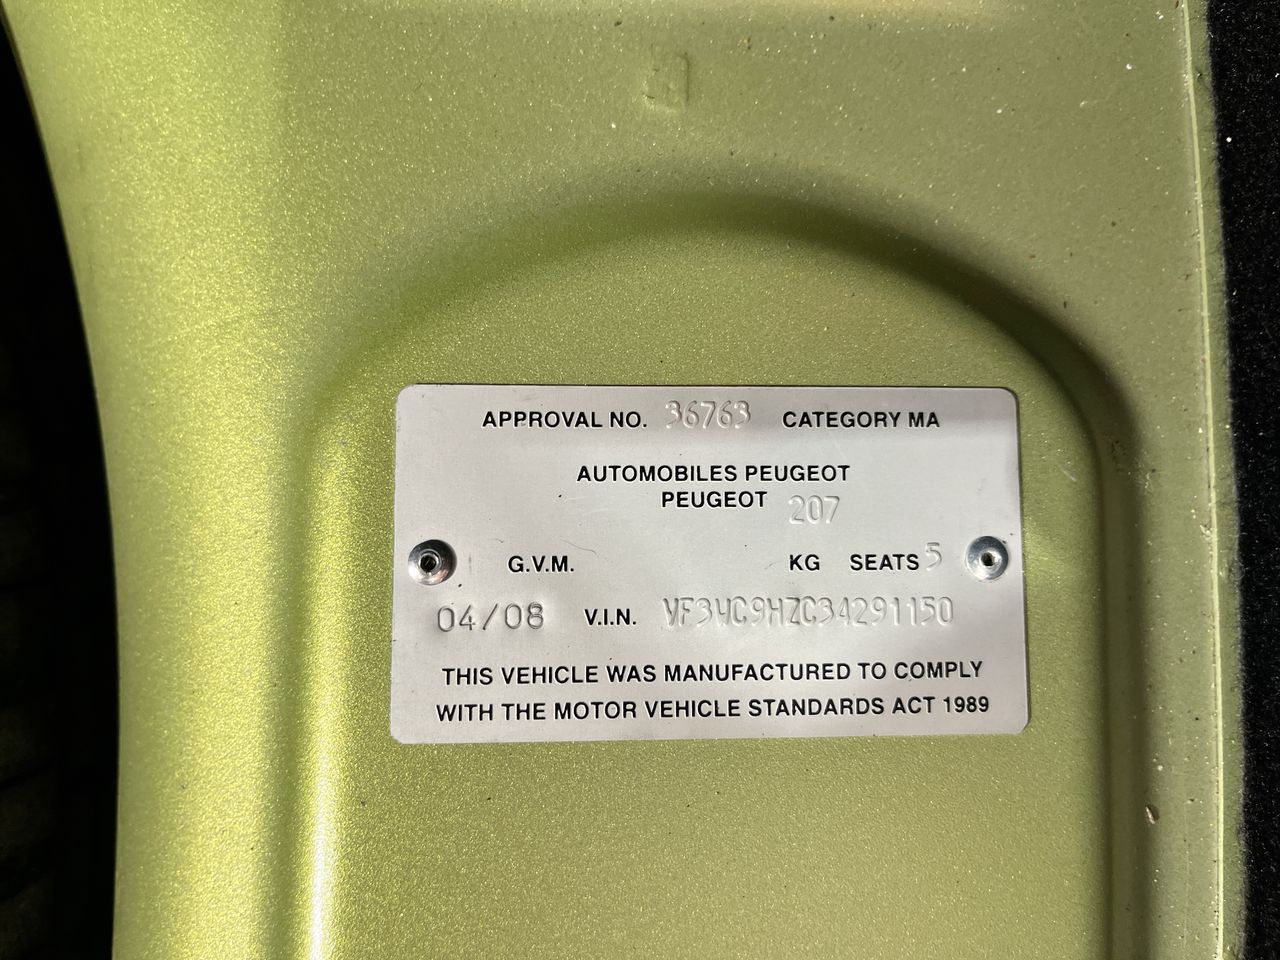 APPROVAL NO. 36763 CATEGORY MA
AUTOMOBILES PEUGEOT
PEUGEOT 207
G.V.M. KG SEATS 5
04/08 V.I.N. VF3WC9HZC34291150
THIS VEHICLE WAS MANUFACTURED TO COMPLY
WITH THE MOTOR VEHICLE STANDARDS ACT 1989